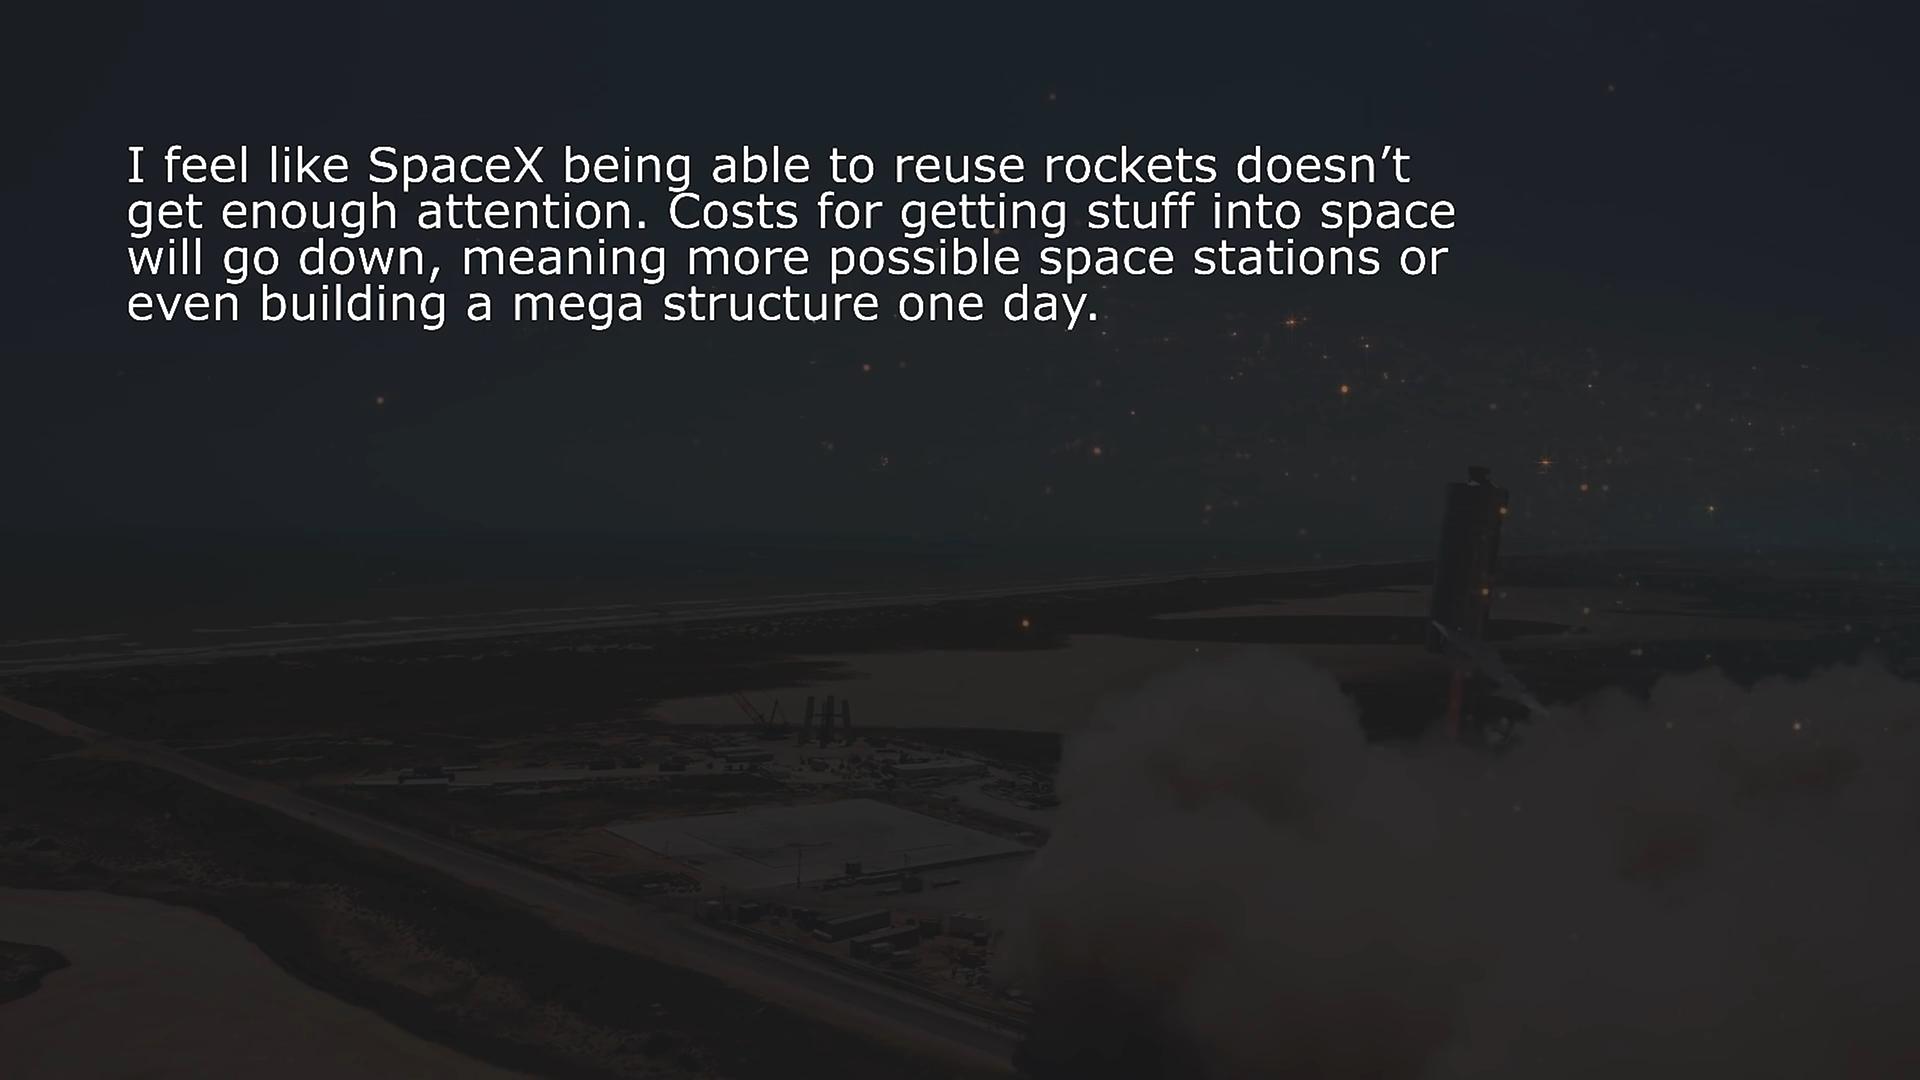 I feel like SpaceX being able to reuse rockets doesn’t
get enough attention. Costs for getting stuff into space
will go down, meaning more possible space stations or
even building a mega structure one day.